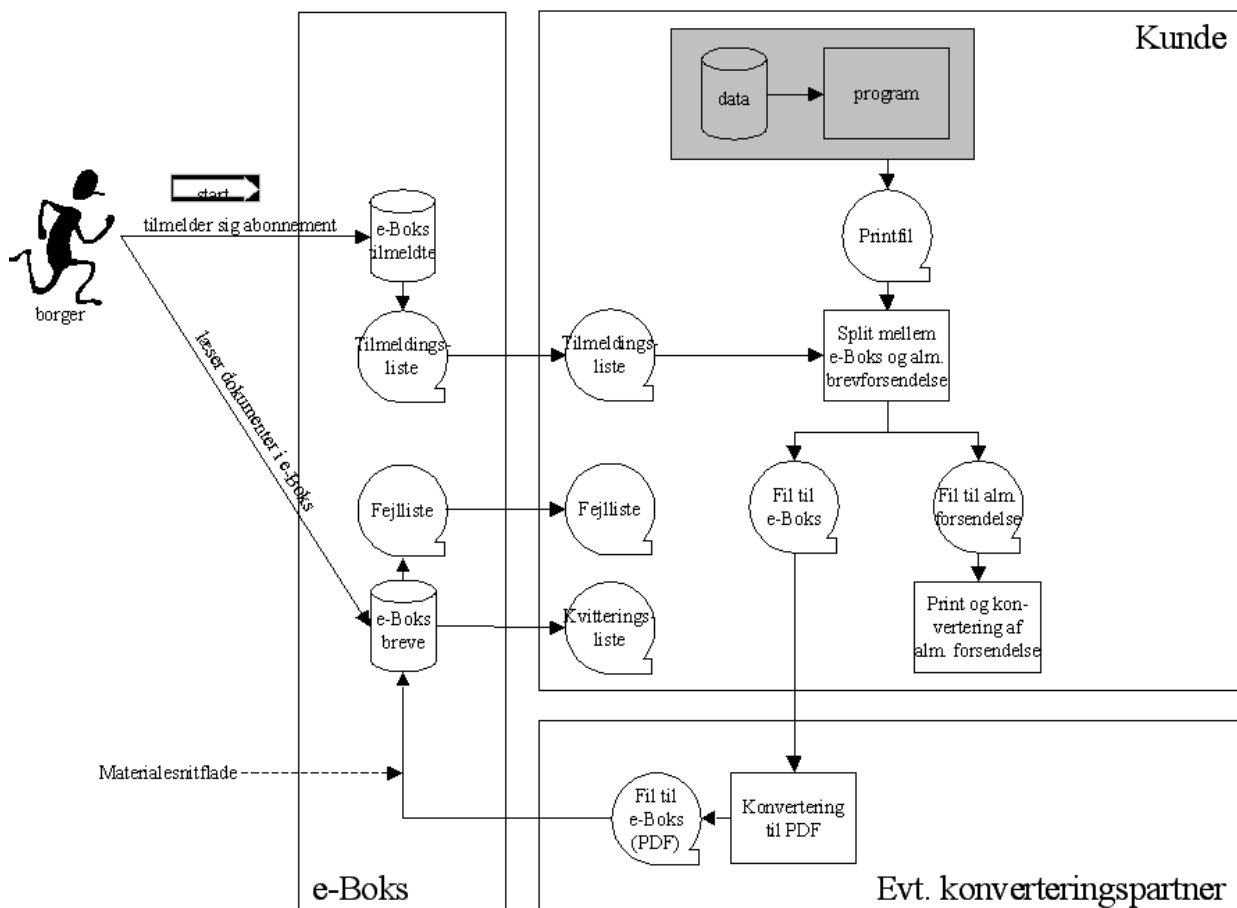 Kunde
data
program
start
tilmelder sig abonnement
borger
e-Boks
tilmeldte
Printfil
Tilmeldings-
liste
Tilmeldings-
liste
Split mellem
e-Boks og alm.
brevforsendelse
læser dokumenter i e-Boks
Fejlliste
Fejlliste
Fil til
e-Boks
Fil til alm.
forsendelse
e-Boks
breve
Kvitterings-
liste
Print og kon-
vertering af
alm. forsendelse
Materialesnitflade
Fil til
e-Boks
(PDF)
Konvertering
til PDF
e-Boks
Evt. konverteringspartner